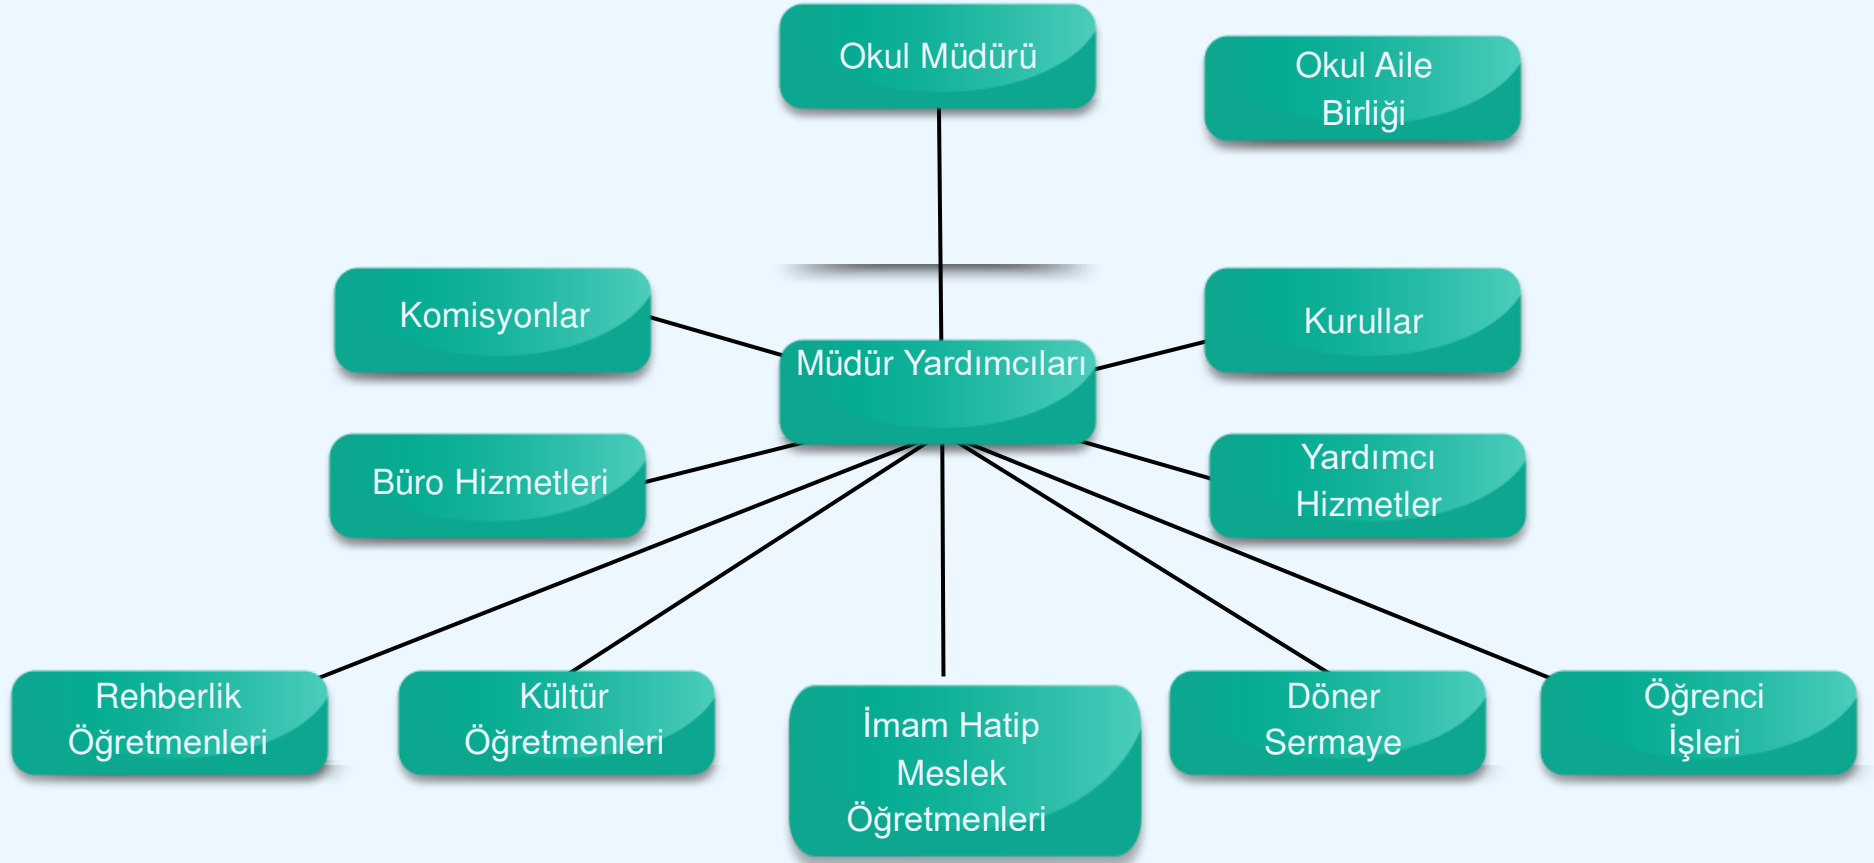 Okul Müdürü
Okul Aile
Birliği
Komisyonlar
Kurullar
Müdür Yardımcıları
Büro Hizmetleri
Yardımcı
Hizmetler
Rehberlik
Öğretmenleri
Kültür
Öğretmenleri
İmam Hatip
Meslek
Öğretmenleri
Döner
Sermaye
Öğrenci
İşleri